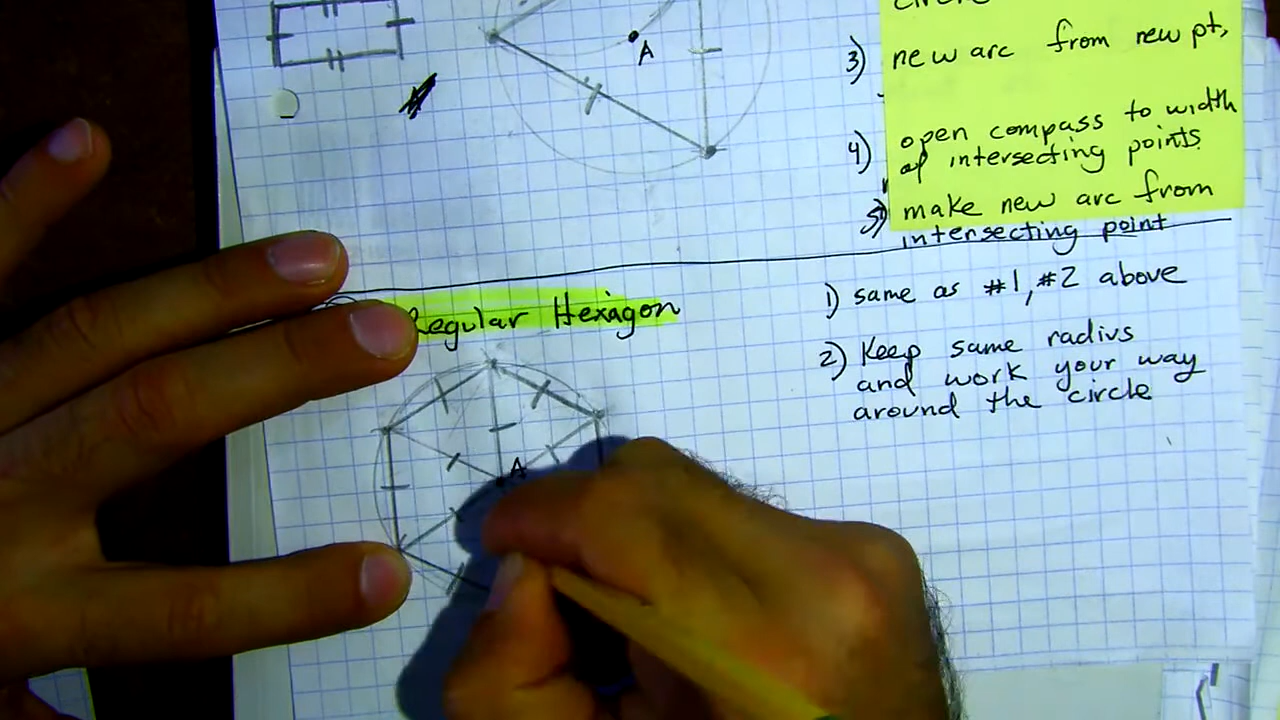 A
3) new arc from new pt,
4) open compass to width
of intersecting points
5) make new arc from
intersecting point
Regular Hexagon
1) same as #1, #2 above
2) Keep same radius
and work your way
around the circle
A